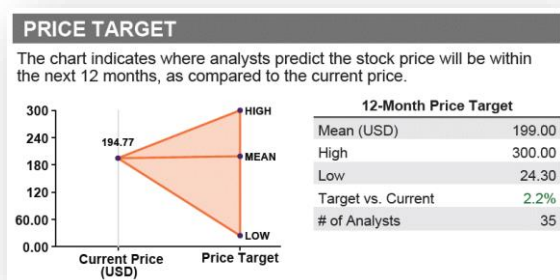 PRICE TARGET
The chart indicates where analysts predict the stock price will be within
the next 12 months, as compared to the current price.
300
240
180
120
60.00
0.00
194.77
HIGH
MEAN
LOW
Current Price
(USD)
Price Target
12-Month Price Target
Mean (USD) 199.00
High 300.00
Low 24.30
Target vs. Current 2.2%
# of Analysts 35